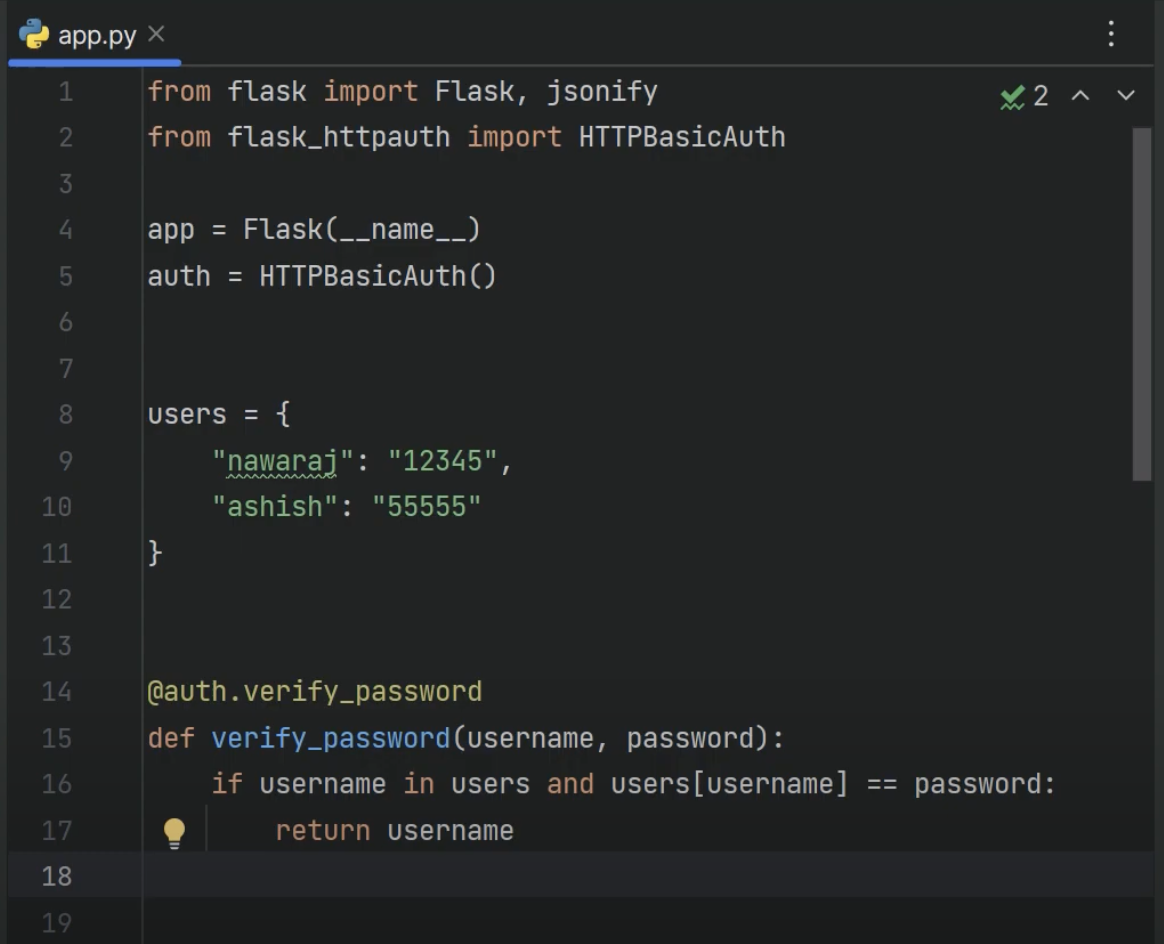 app.py
1 from flask import Flask, jsonify
2
2 from flask_httpauth import HTTPBasicAuth
3
4 app = Flask(__name__)
5 auth = HTTPBasicAuth()
6
7
8 users = {
9     "nawaraj": "12345",
10     "ashish": "55555"
11 }
12
13
14 @auth.verify_password
15 def verify_password(username, password):
16     if username in users and users[username] == password:
17         return username
18
19